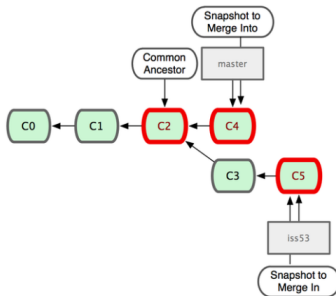 Snapshot to
Merge Into
Common
Ancestor
master
C0
C1
C2
C4
C3
C5
iss53
Snapshot to
Merge In